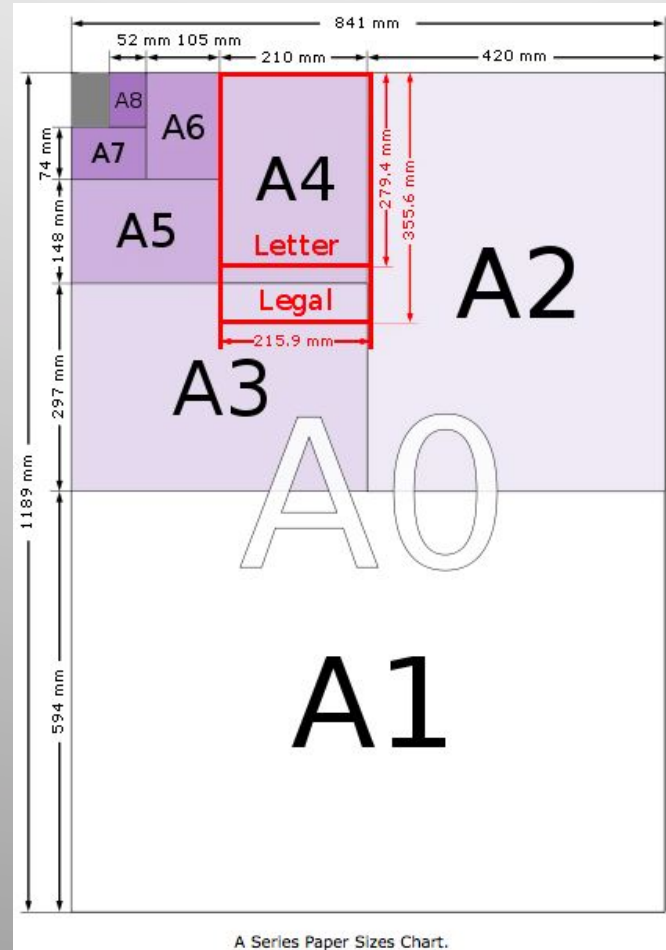 841 mm
52 mm 105 mm
210 mm
420 mm
A8
A6
A7
74 mm
A4
279.4 mm
355.6 mm
A5
148 mm
Letter
Legal
A2
215.9 mm
A3
297 mm
1189 mm
A0
594 mm
A1
A Series Paper Sizes Chart.